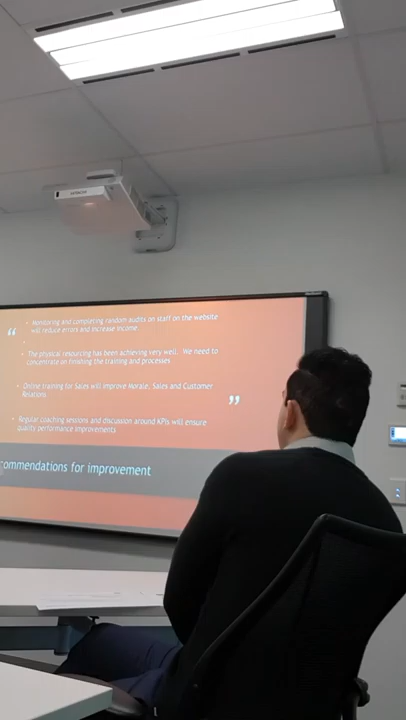 HITACHI
“
• Monitoring and completing random audits on staff on the website
will reduce errors and increase income.
•
• The physical resourcing has been achieving very well. We need to
concentrate on finishing the training and processes
• Online training for Sales will improve Morale, Sales and Customer
Relations
”
• Regular coaching sessions and discussion around KPIs will ensure
quality performance improvements
commendations for improvement